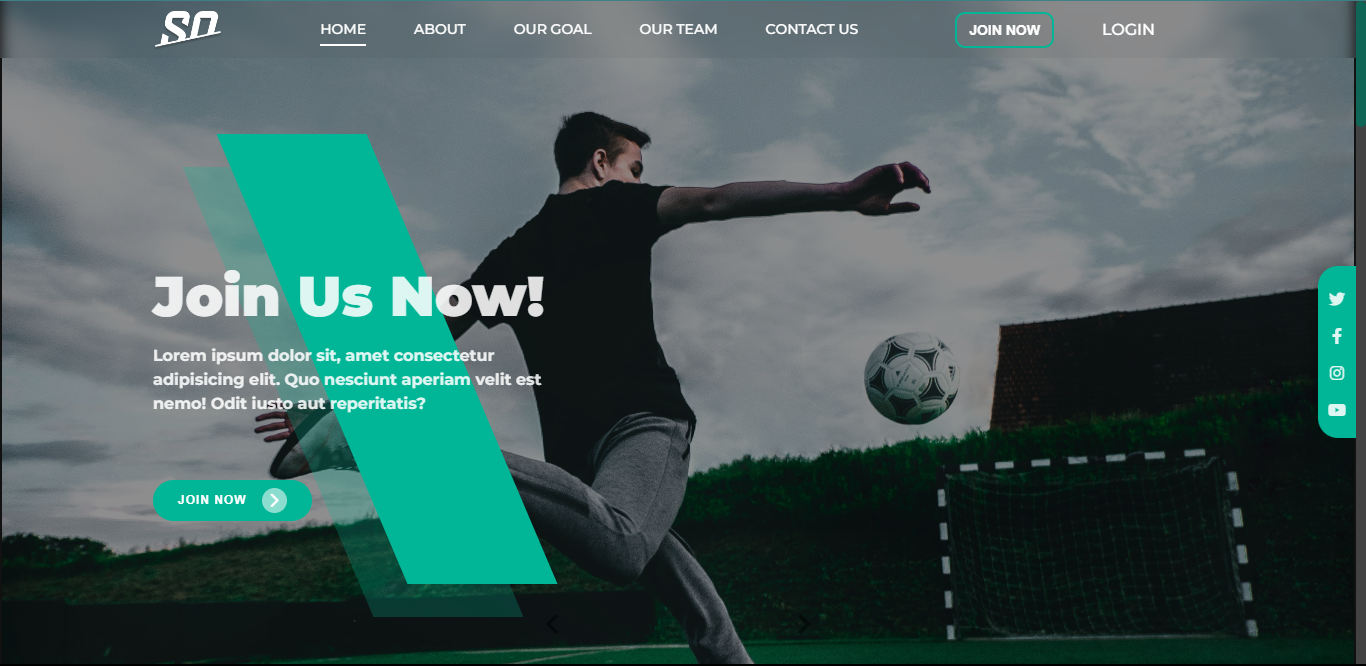 SO
HOME ABOUT OUR GOAL OUR TEAM CONTACT US JOIN NOW LOGIN
Join Us Now!
Lorem ipsum dolor sit, amet consectetur
adipisicing elit. Quo nesciunt aperiam velit est
nemo! Odit iusto aut reperitatis?
JOIN NOW